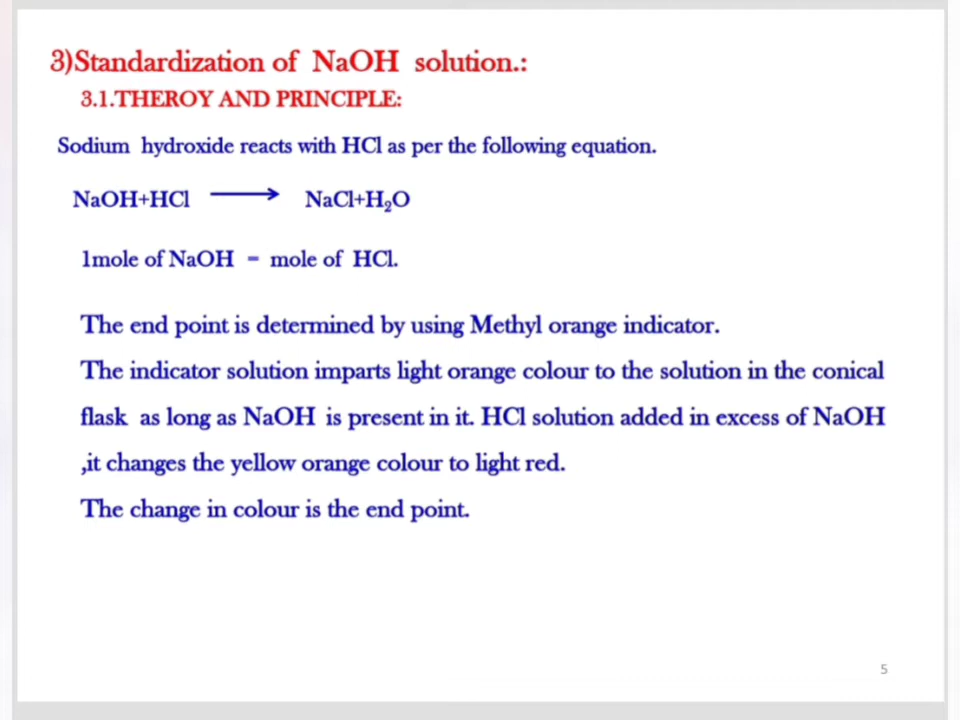 3)Standardization of NaOH solution.:
3.1.THEROY AND PRINCIPLE:
Sodium hydroxide reacts with HCl as per the following equation.
NaOH+HCl ⟶ NaCl+H₂O
1mole of NaOH = mole of HCl.
The end point is determined by using Methyl orange indicator.
The indicator solution imparts light orange colour to the solution in the conical
flask as long as NaOH is present in it. HCl solution added in excess of NaOH
,it changes the yellow orange colour to light red.
The change in colour is the end point.
5